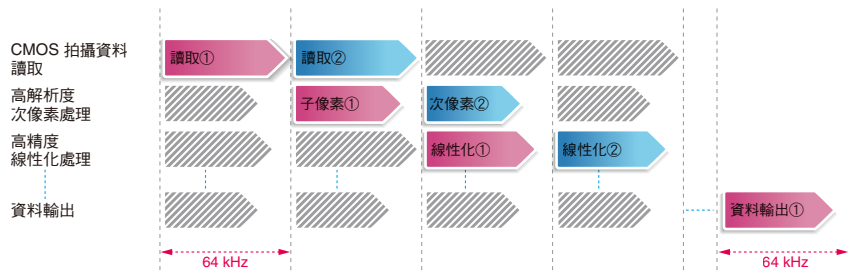 CMOS 拍攝資料
讀取
讀取①
讀取②
高解析度
次像素處理
子像素①
次像素②
高精度
線性化處理
線性化①
線性化②
資料輸出
資料輸出①
64 kHz
64 kHz